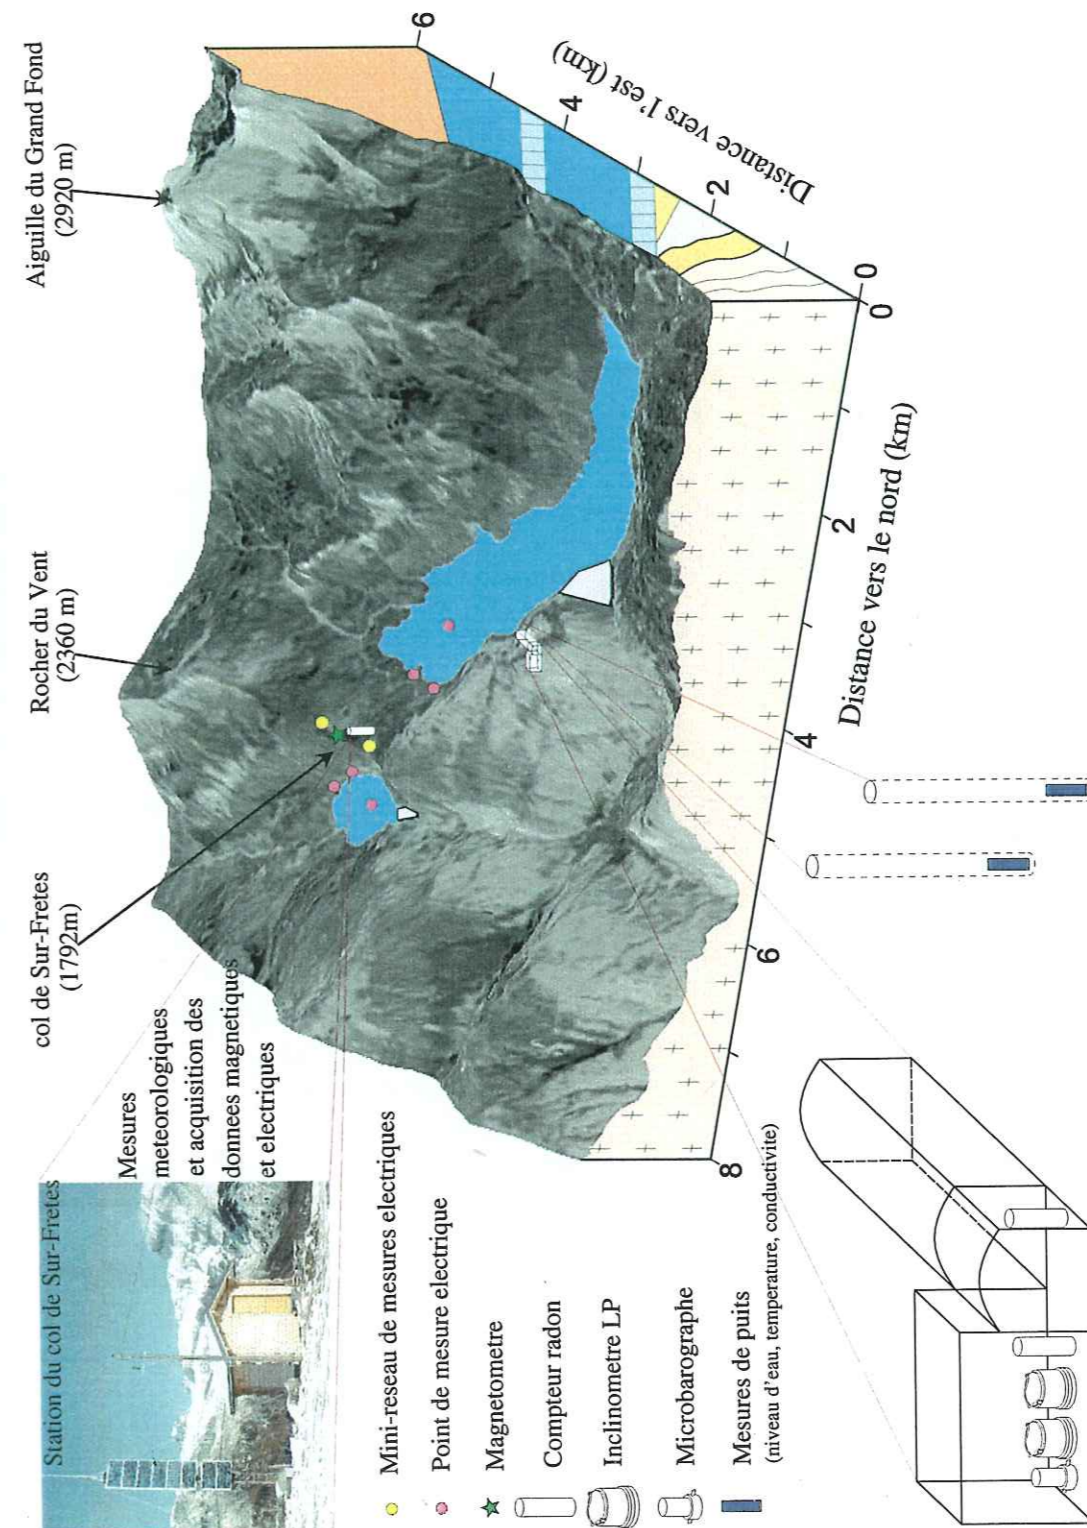 Aiguille du Grand Fond
(2920 m)
Rocher du Vent
(2360 m)
col de Sur-Fretes
(1792m)
Station du col de Sur-Fretes
Mesures
meteorologiques
et acquisition des
donnees magnetiques
et electriques
Mini-reseau de mesures electriques
Point de mesure electrique
Magnetometre
Compteur radon
Inclinometre LP
Microbarographe
Mesures de puits
(niveau d'eau, temperature, conductivite)
8
6
4
2
0
Distance vers le nord (km)
0
2
4
6
Distance vers l'est (km)